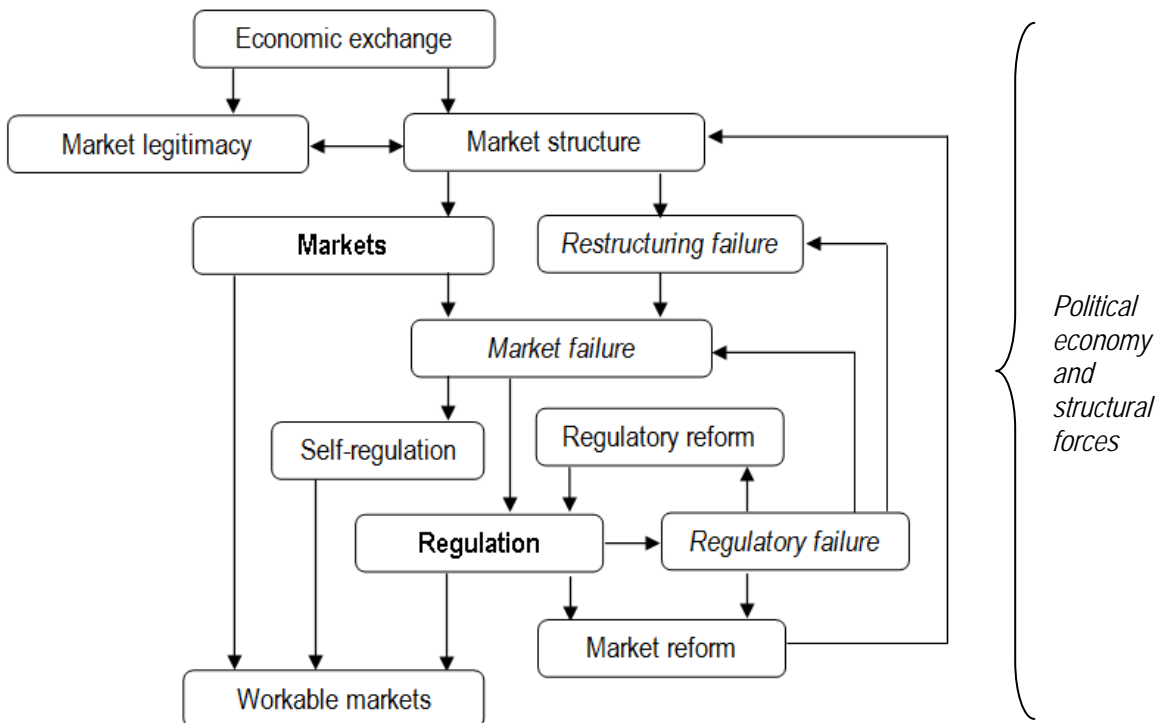 Economic exchange
Market legitimacy
Market structure
Markets
Restructuring failure
Market failure
Self-regulation
Regulatory reform
Regulation
Regulatory failure
Market reform
Workable markets
Political
economy
and
structural
forces